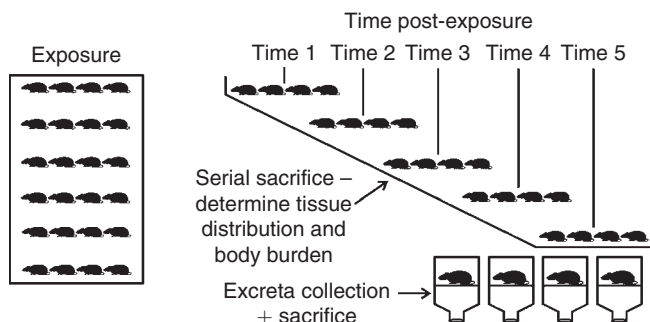 Time post-exposure
Exposure
Time 1 Time 2 Time 3 Time 4 Time 5
Serial sacrifice –
determine tissue
distribution and
body burden
Excreta collection
+ sacrifice